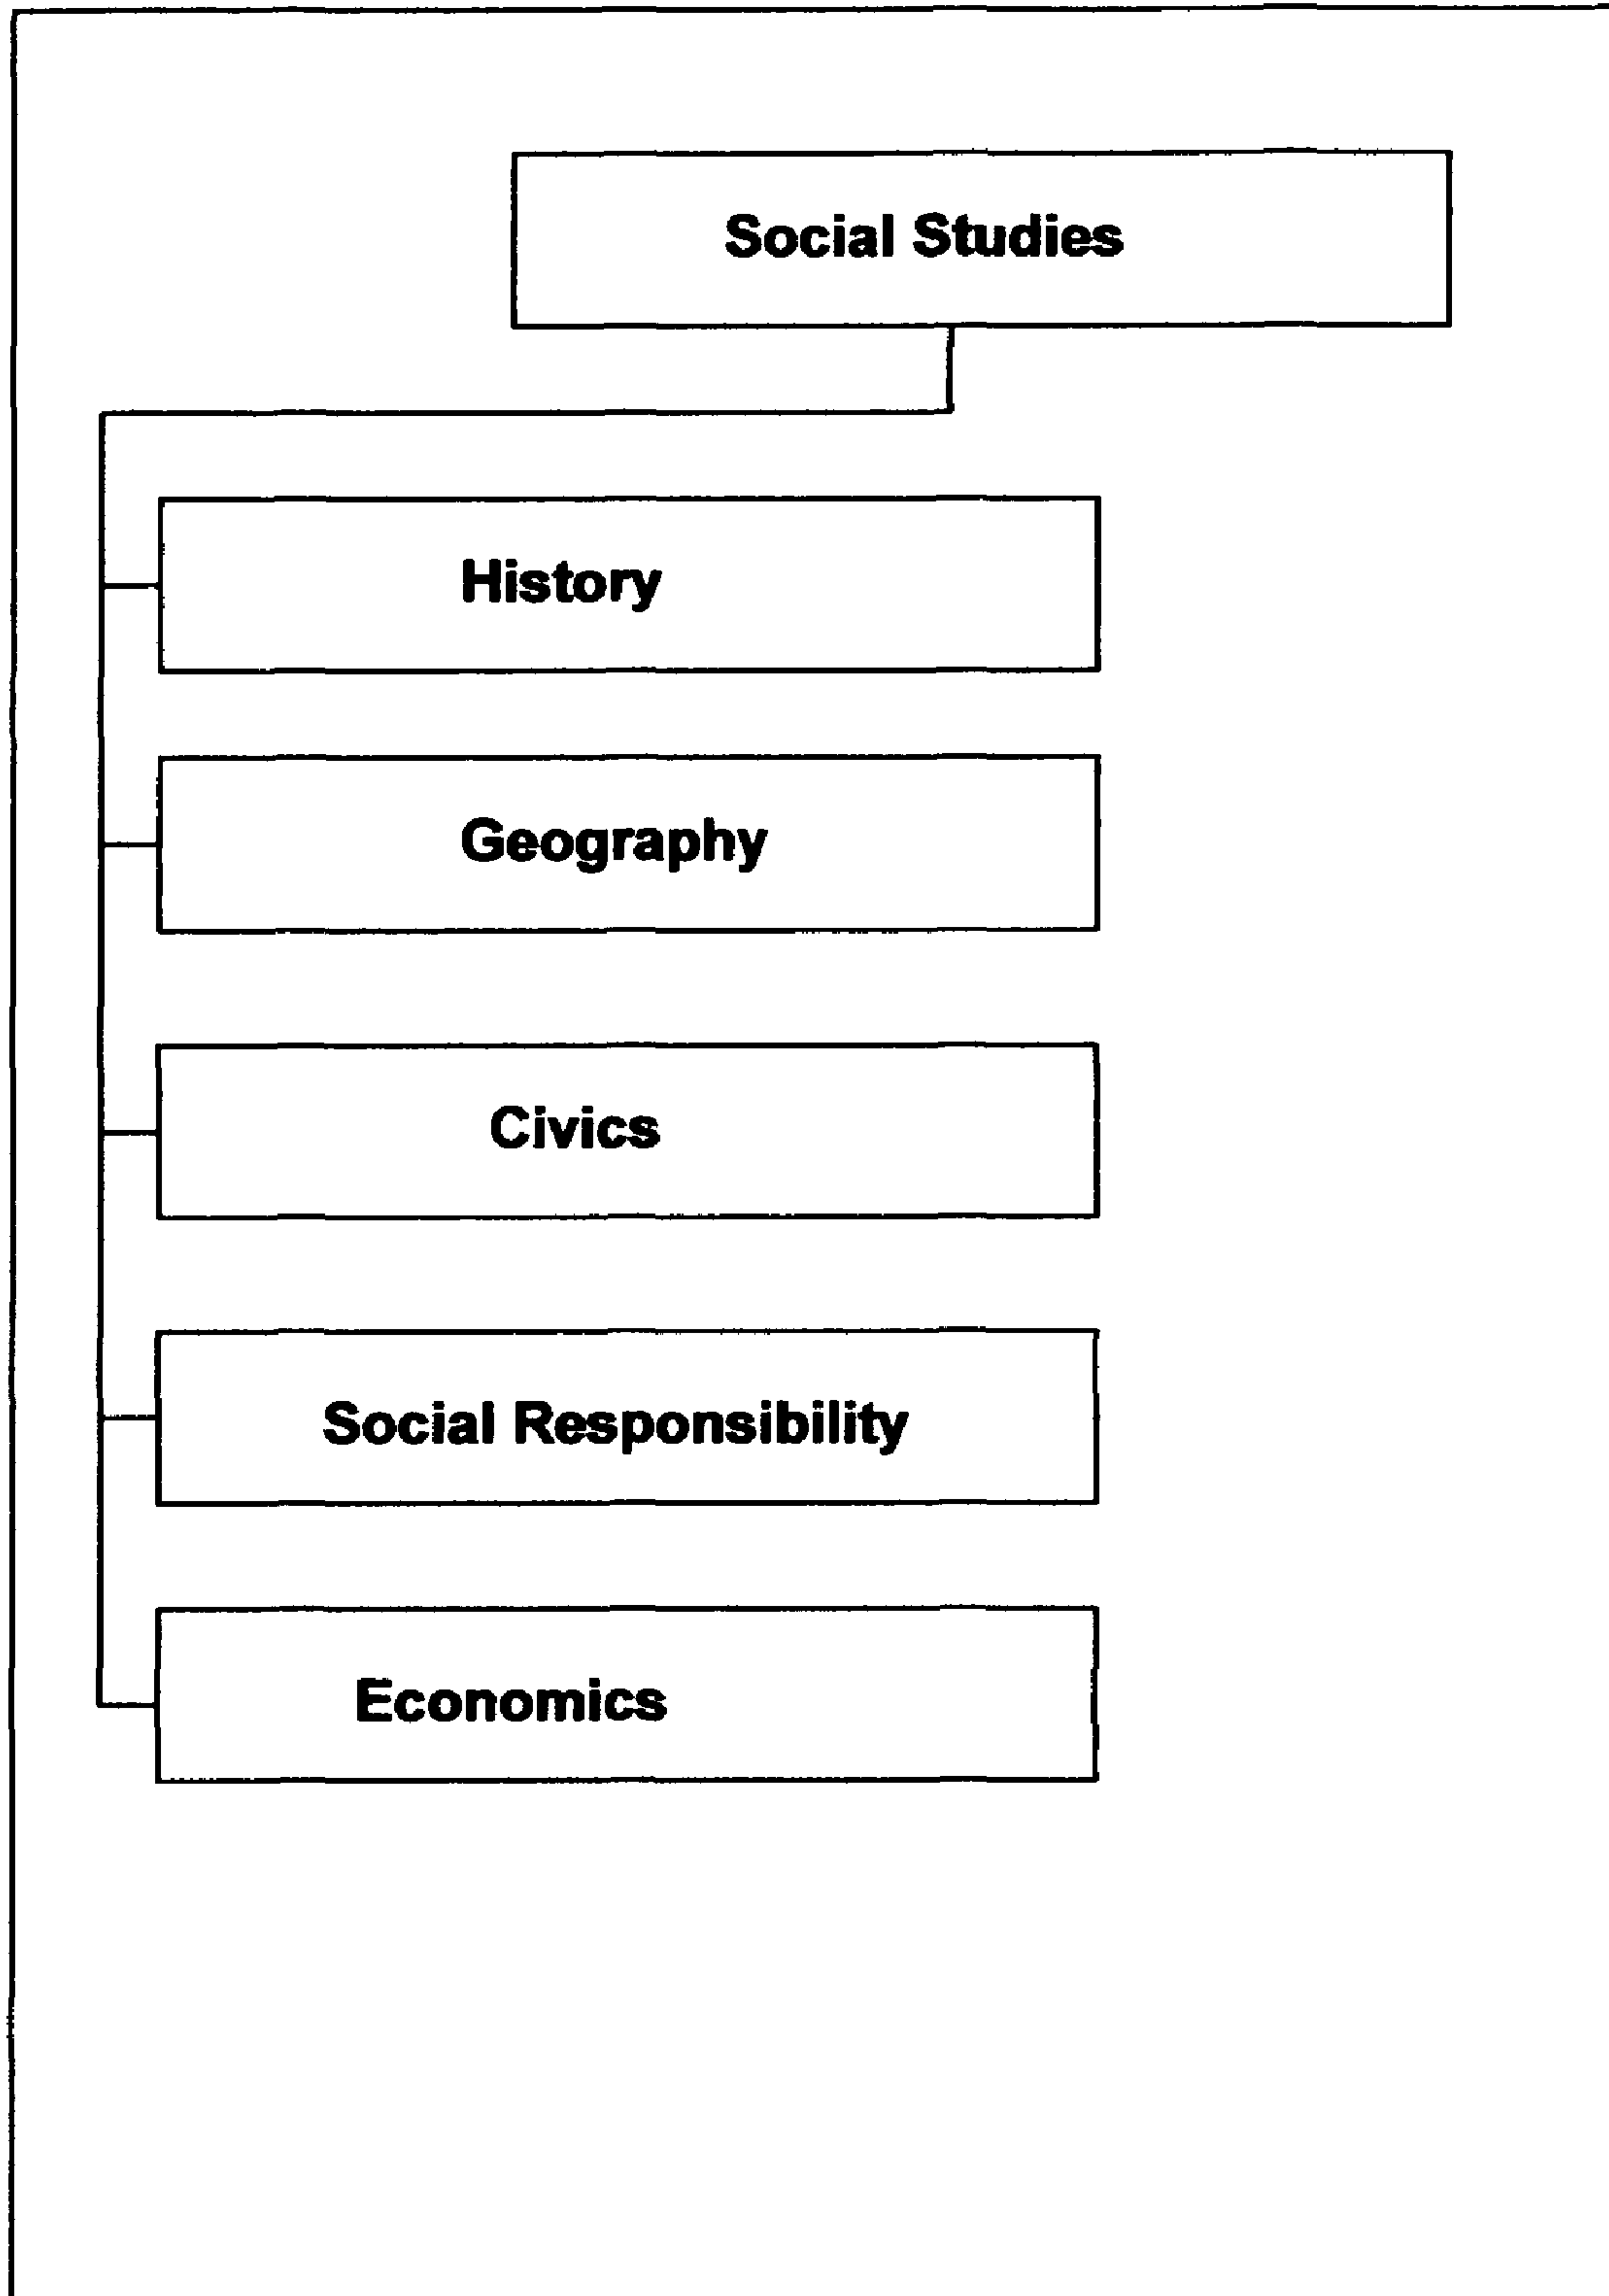 Social Studies
History
Geography
Civics
Social Responsibility
Economics